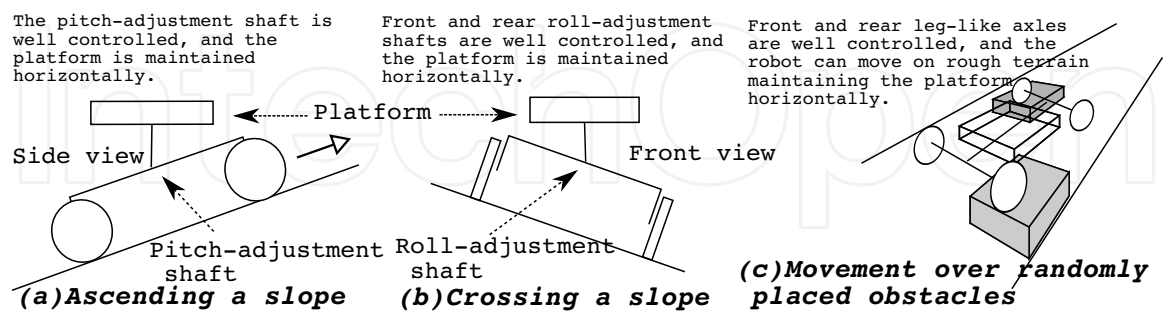 The pitch-adjustment shaft is
well controlled, and the
platform is maintained
horizontally.
Side view
Pitch-adjustment
shaft
(a)Ascending a slope
Platform
Front and rear roll-adjustment
shafts are well controlled, and
the platform is maintained
horizontally.
Front view
Roll-adjustment
shaft
(b)Crossing a slope
Front and rear leg-like axles
are well controlled, and the
robot can move on rough terrain
maintaining the platform
horizontally.
(c)Movement over randomly
placed obstacles
IntechOpen